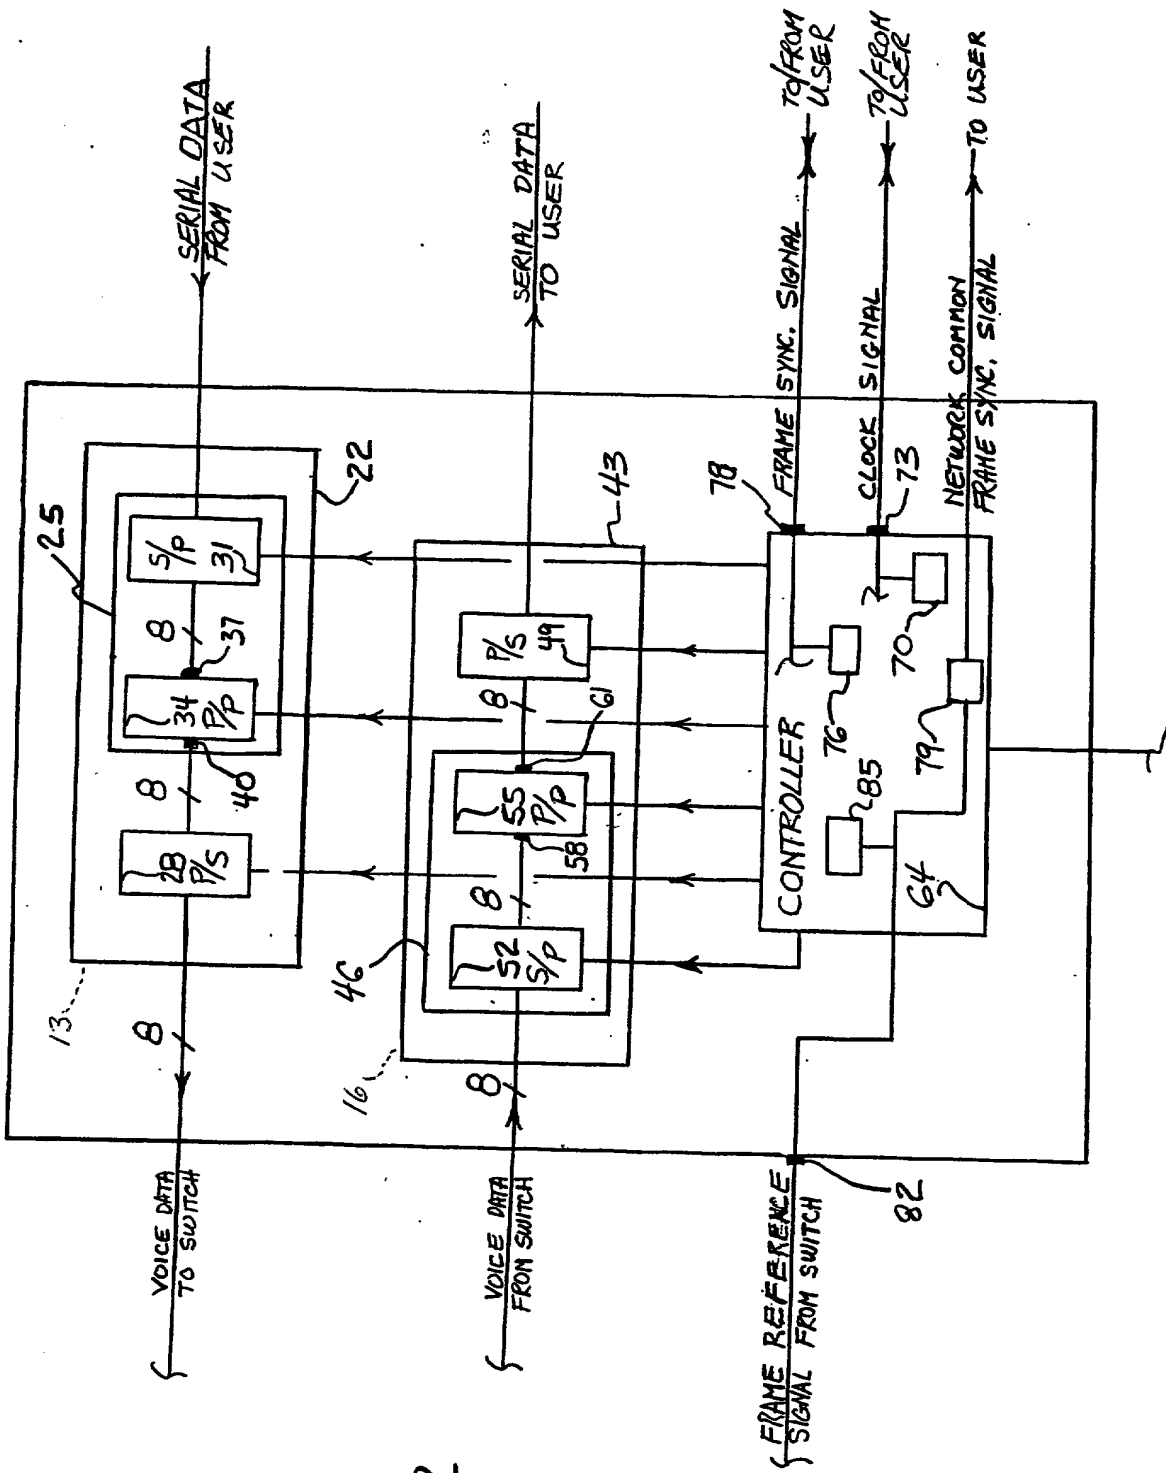 SERIAL DATA
FROM USER
25
22
S/P
31
8
37
34
P/P
40
8
28
P/S
13
8
VOICE DATA
TO SWITCH
SERIAL DATA
TO USER
43
P/S
49
8
61
55
P/P
58
8
52
S/P
46
16
8
VOICE DATA
FROM SWITCH
TO/FROM
USER
FRAME SYNC. SIGNAL
78
TO/FROM
USER
CLOCK SIGNAL
73
TO USER
NETWORK COMMON
FRAME SYNC. SIGNAL
CONTROLLER
76
70
79
85
64
82
FRAME REFERENCE
SIGNAL FROM SWITCH
2